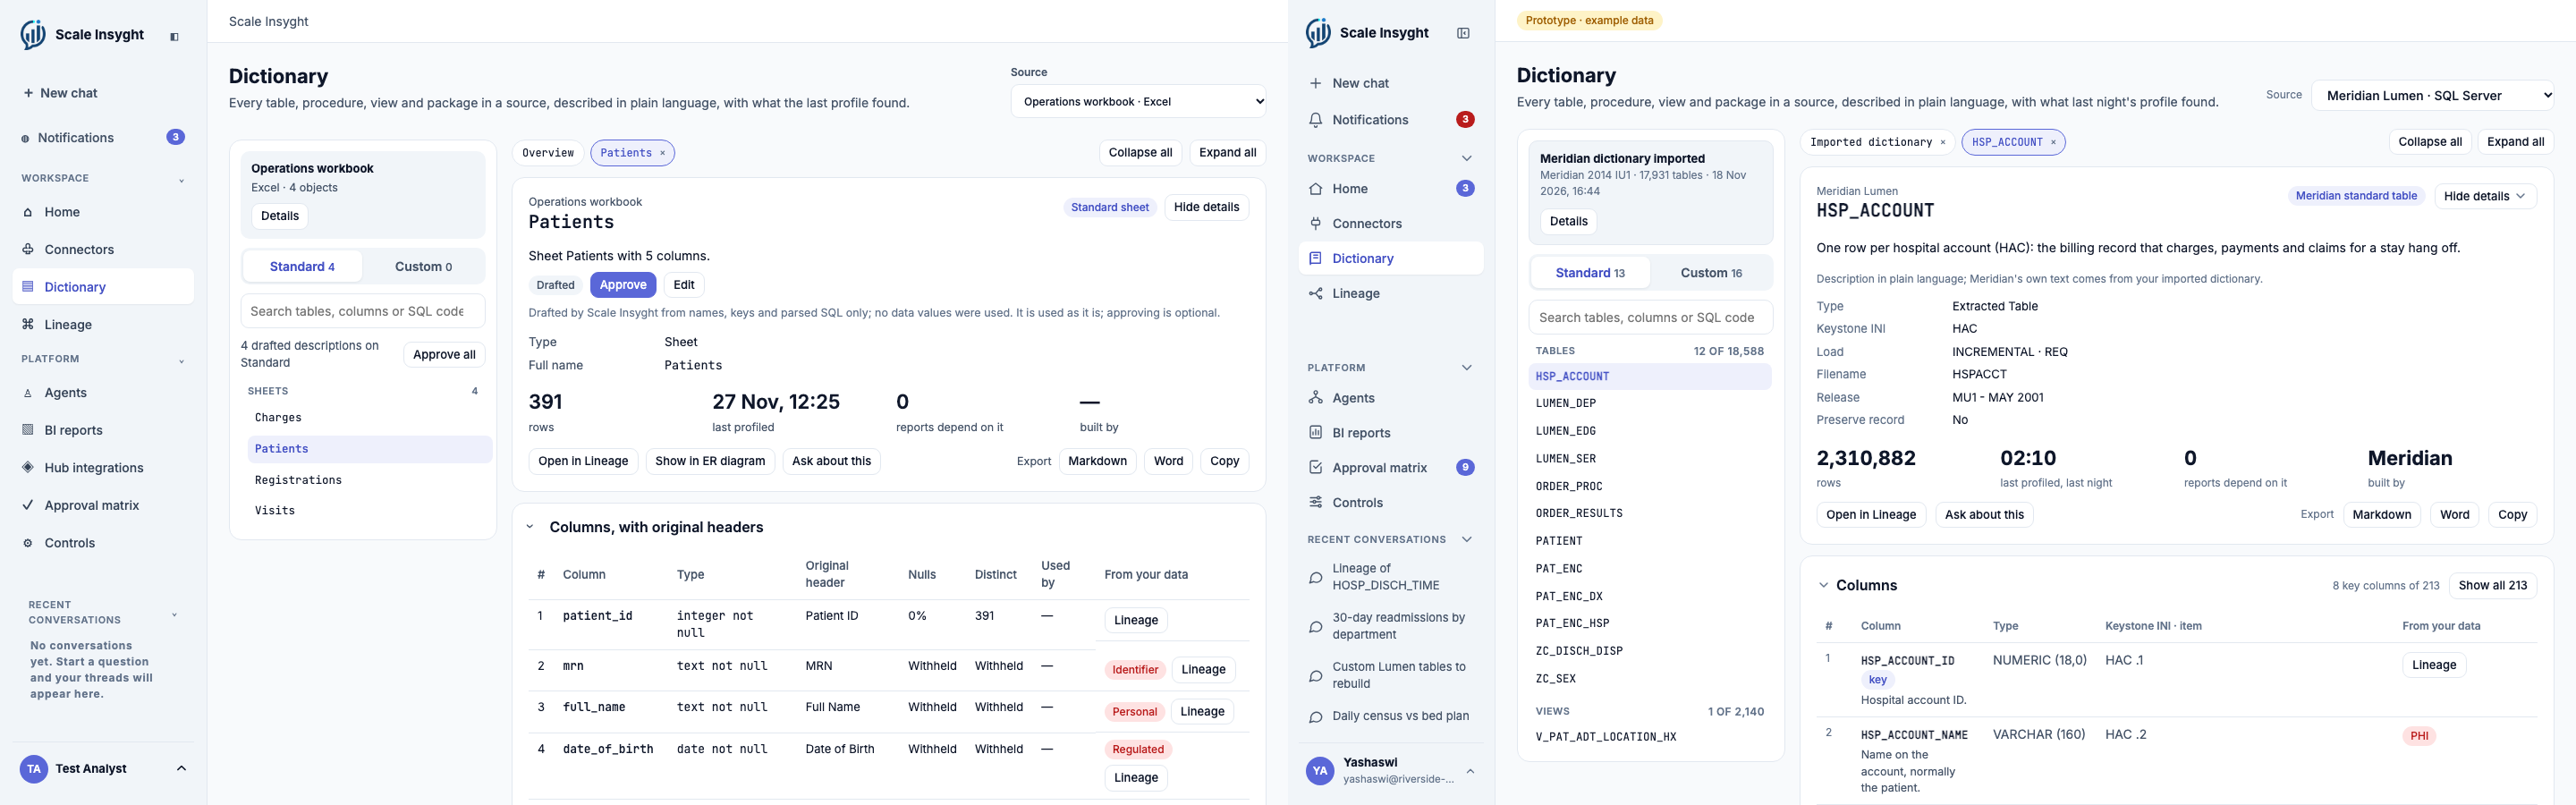 Scale Insyght
+ New chat
Notifications 3
WORKSPACE
Home
Connectors
Dictionary
Lineage
PLATFORM
Agents
BI reports
Hub integrations
Approval matrix
Controls
RECENT
CONVERSATIONS
No conversations
yet. Start a question
and your threads will
appear here.
TA Test Analyst
Scale Insyght
Dictionary
Every table, procedure, view and package in a source, described in plain language, with what the last profile found.
Source
Operations workbook · Excel
Operations workbook
Excel · 4 objects
Details
Standard 4 Custom 0
Search tables, columns or SQL code
4 drafted descriptions on
Standard
Approve all
SHEETS 4
Charges
Patients
Registrations
Visits
Overview Patients × Collapse all Expand all
Operations workbook
Patients
Standard sheet Hide details
Sheet Patients with 5 columns.
Drafted Approve Edit
Drafted by Scale Insyght from names, keys and parsed SQL only; no data values were used. It is used as it is; approving is optional.
Type Sheet
Full name Patients
391 27 Nov, 12:25 0 —
rows last profiled reports depend on it built by
Open in Lineage Show in ER diagram Ask about this Export Markdown Word Copy
Columns, with original headers
# Column Type Original header Nulls Distinct Used by From your data
1 patient_id integer not null Patient ID 0% 391 — Lineage
2 mrn text not null MRN Withheld Withheld — Identifier Lineage
3 full_name text not null Full Name Withheld Withheld — Personal Lineage
4 date_of_birth date not null Date of Birth Withheld Withheld — Regulated Lineage
Scale Insyght
+ New chat
Notifications 3
WORKSPACE
Home 3
Connectors
Dictionary
Lineage
PLATFORM
Agents
BI reports
Approval matrix 9
Controls
RECENT CONVERSATIONS
Lineage of
HOSP_DISCH_TIME
30-day readmissions by
department
Custom Lumen tables to
rebuild
Daily census vs bed plan
YA Yashaswi
yashaswi@riverside-...
Prototype · example data
Dictionary
Every table, procedure, view and package in a source, described in plain language, with what last night's profile found.
Source Meridian Lumen · SQL Server
Meridian dictionary imported
Meridian 2014 IU1 · 17,931 tables · 18 Nov
2026, 16:44
Details
Standard 13 Custom 16
Search tables, columns or SQL code
TABLES 12 OF 18,588
HSP_ACCOUNT
LUMEN_DEP
LUMEN_EDG
LUMEN_SER
ORDER_PROC
ORDER_RESULTS
PATIENT
PAT_ENC
PAT_ENC_DX
PAT_ENC_HSP
ZC_DISCH_DISP
ZC_SEX
VIEWS 1 OF 2,140
V_PAT_ADT_LOCATION_HX
Imported dictionary × HSP_ACCOUNT × Collapse all Expand all
Meridian Lumen
HSP_ACCOUNT
Meridian standard table Hide details
One row per hospital account (HAC): the billing record that charges, payments and claims for a stay hang off.
Description in plain language; Meridian's own text comes from your imported dictionary.
Type Extracted Table
Keystone INI HAC
Load INCREMENTAL · REQ
Filename HSPACCT
Release MU1 - MAY 2001
Preserve record No
2,310,882 02:10 0 Meridian
rows last profiled, last night reports depend on it built by
Open in Lineage Ask about this Export Markdown Word Copy
Columns 8 key columns of 213 Show all 213
# Column Type Keystone INI · item From your data
1 HSP_ACCOUNT_ID NUMERIC (18,0) HAC .1 Lineage
key
Hospital account ID.
2 HSP_ACCOUNT_NAME VARCHAR (160) HAC .2 PHI
Name on the
account, normally
the patient.